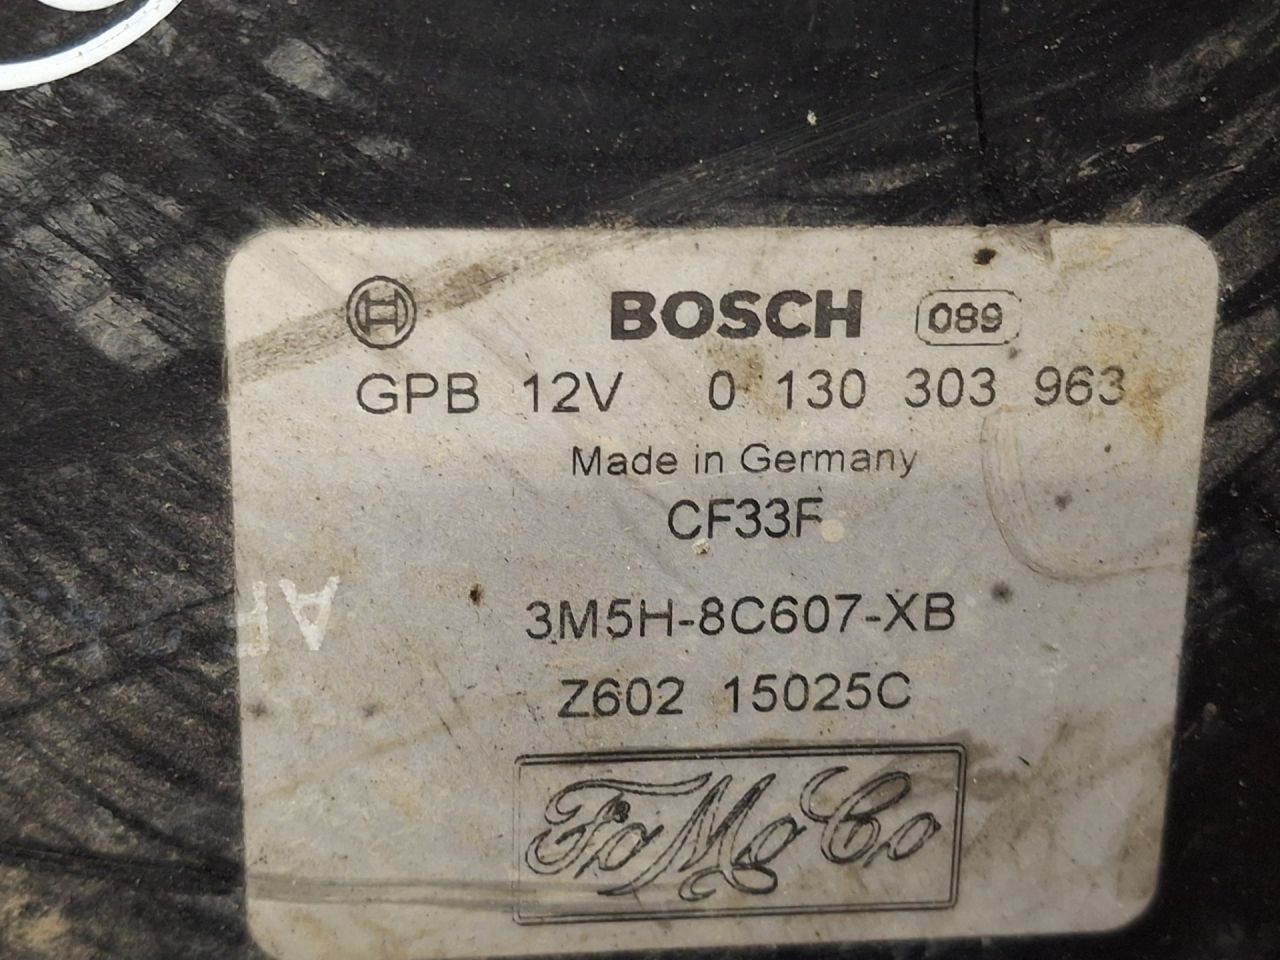 BOSCH 089
GPB 12V 0 130 303 963
Made in Germany
CF33F
3M5H-8C607-XB
Z602 15025C
FoMoCo